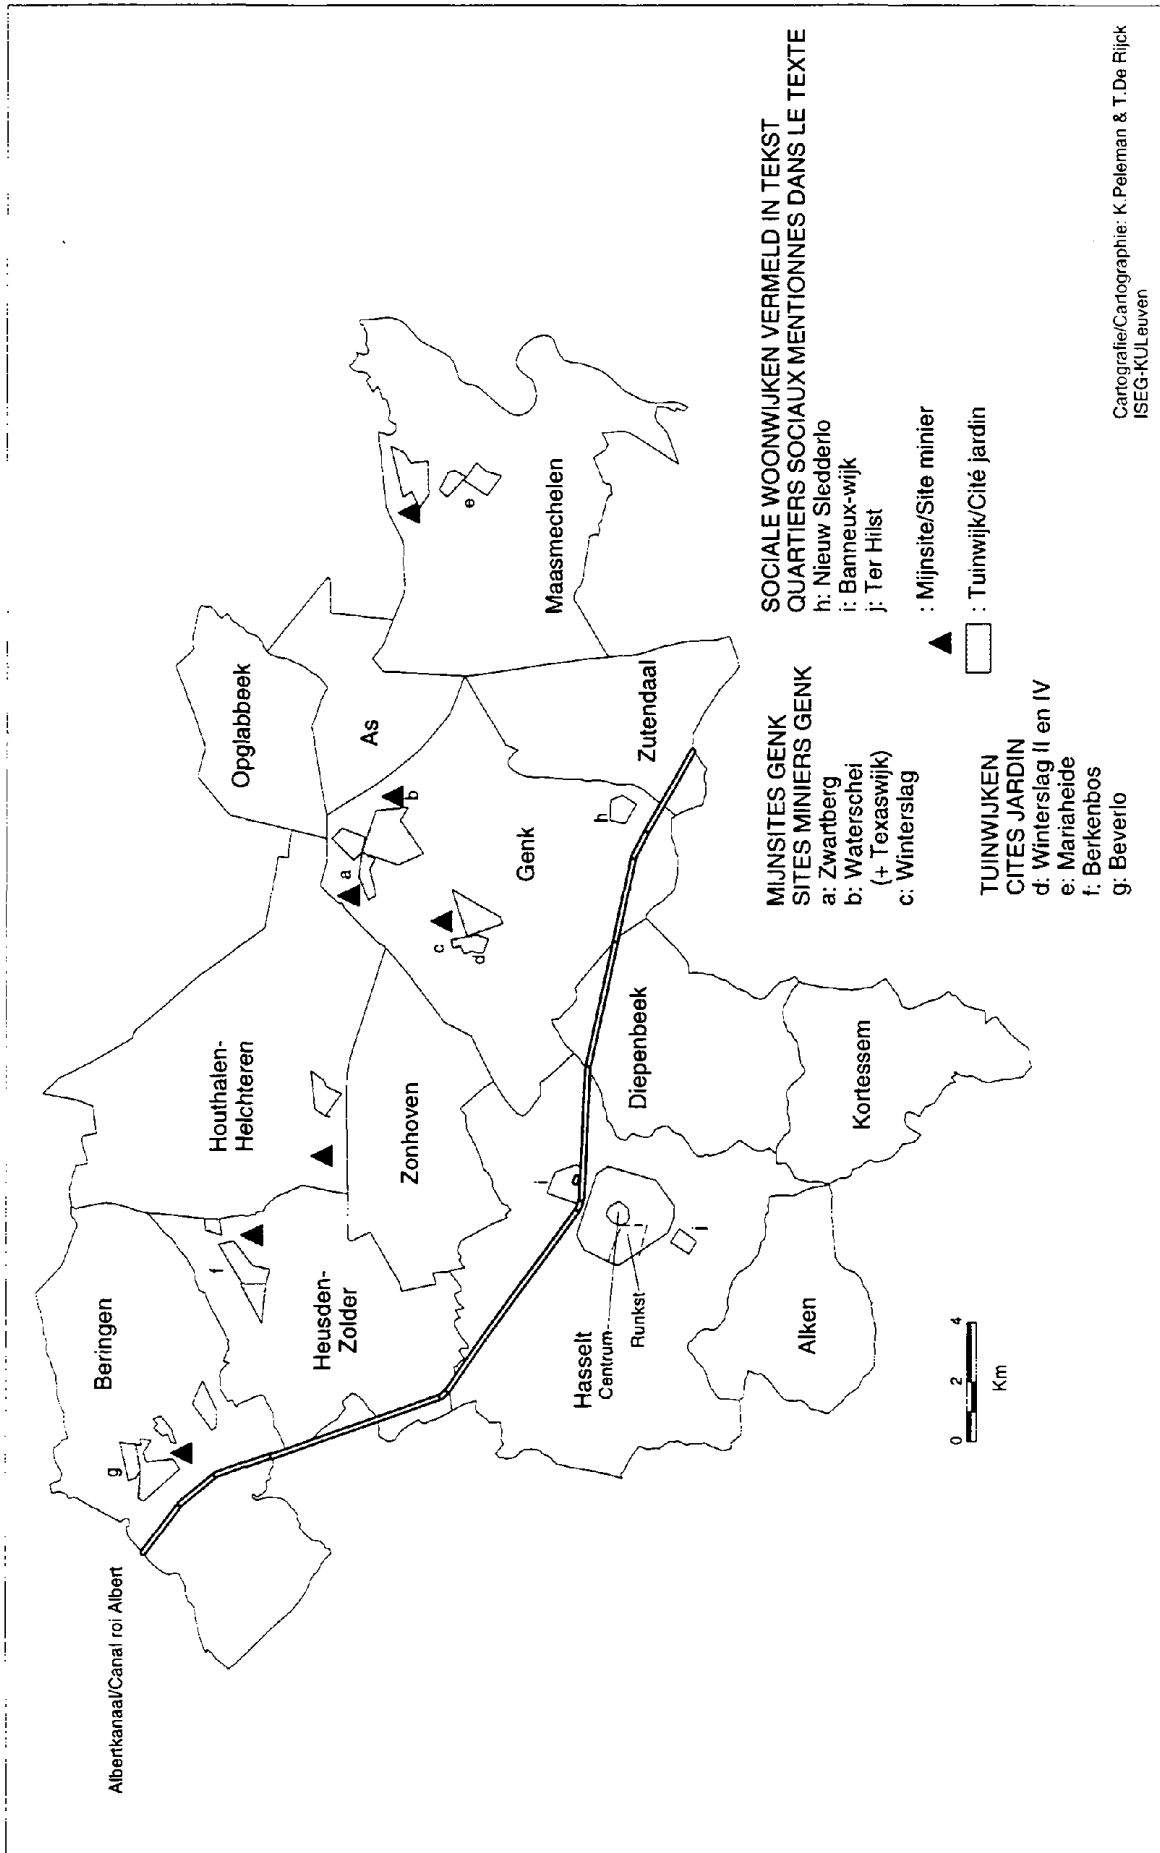 Albertkanaal/Canal roi Albert
Beringen
g
f
Heusden-
Zolder
Houthalen-
Helchteren
Zonhoven
Opglabbeek
As
a
b
c
d
Genk
Maasmechelen
e
Zutendaal
h
Hasselt
Centrum
Runkst
i
Diepenbeek
Kortessem
Alken
0 2 4
Km
MIJNSITES GENK
SITES MINIERS GENK
a: Zwartberg
b: Waterschei
(+ Texaswijk)
c: Winterslag
TUINWIJKEN
CITES JARDIN
d: Winterslag II en IV
e: Mariaheide
f: Berkenbos
g: Beverlo
SOCIALE WOONWIJKEN VERMELD IN TEKST
QUARTIERS SOCIAUX MENTIONNES DANS LE TEXTE
h: Nieuw Sledderlo
i: Banneux-wijk
j: Ter Hilst
: Mijnsite/Site minier
: Tuinwijk/Cité jardin
Cartografie/Cartographie: K.Peleman & T.De Rijck
ISEG-KULeuven